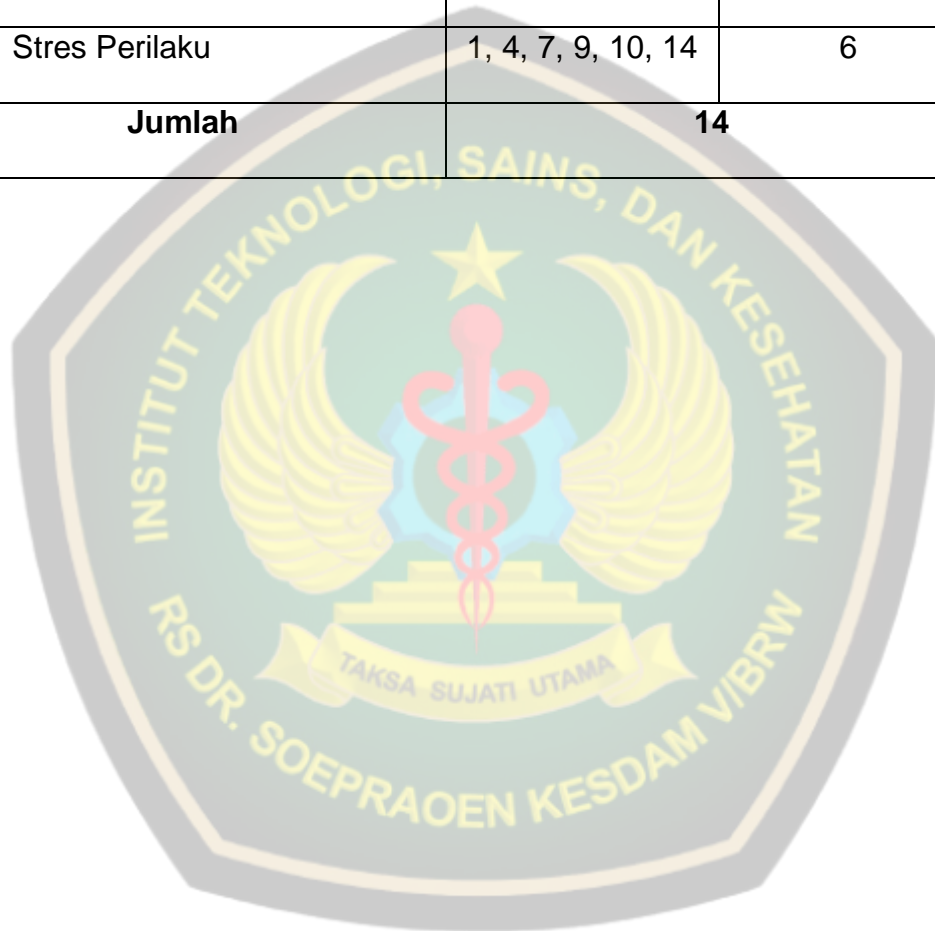 Stres Perilaku 1, 4, 7, 9, 10, 14 6
Jumlah 14
INSTITUT TEKNOLOGI, SAINS, DAN KESEHATAN
TAKSA SUJATI UTAMA
RS DR. SOEPRAOEN KESDAM V/BRW